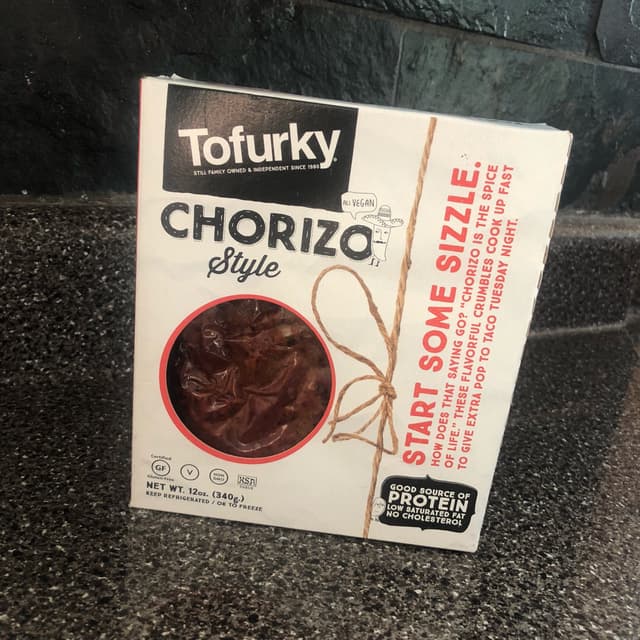 Tofurky
STILL FAMILY OWNED & INDEPENDENT SINCE 1980
ALL VEGAN
CHORIZO
Style
Certified
GF
Gluten-Free
V
NET WT. 12oz. (340g.)
KEEP REFRIGERATED / OK TO FREEZE
START SOME SIZZLE.
HOW DOES THAT SAYING GO? "CHORIZO IS THE SPICE
OF LIFE." THESE FLAVORFUL CRUMBLES COOK UP FAST
TO GIVE EXTRA POP TO TACO TUESDAY NIGHT.
GOOD SOURCE OF
PROTEIN
LOW SATURATED FAT
NO CHOLESTEROL